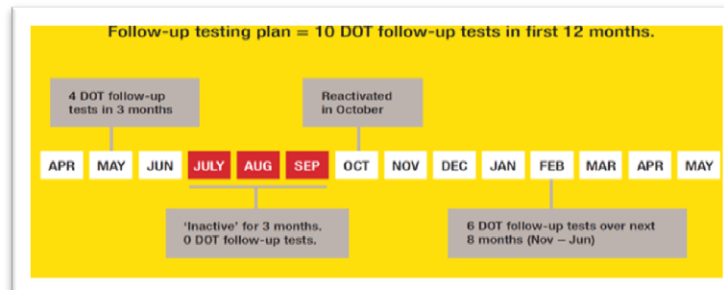 Follow-up testing plan = 10 DOT follow-up tests in first 12 months.
4 DOT follow-up
tests in 3 months
Reactivated
in October
APR MAY JUN JULY AUG SEP OCT NOV DEC JAN FEB MAR APR MAY
‘Inactive’ for 3 months.
0 DOT follow-up tests.
6 DOT follow-up tests over next
8 months (Nov – Jun)